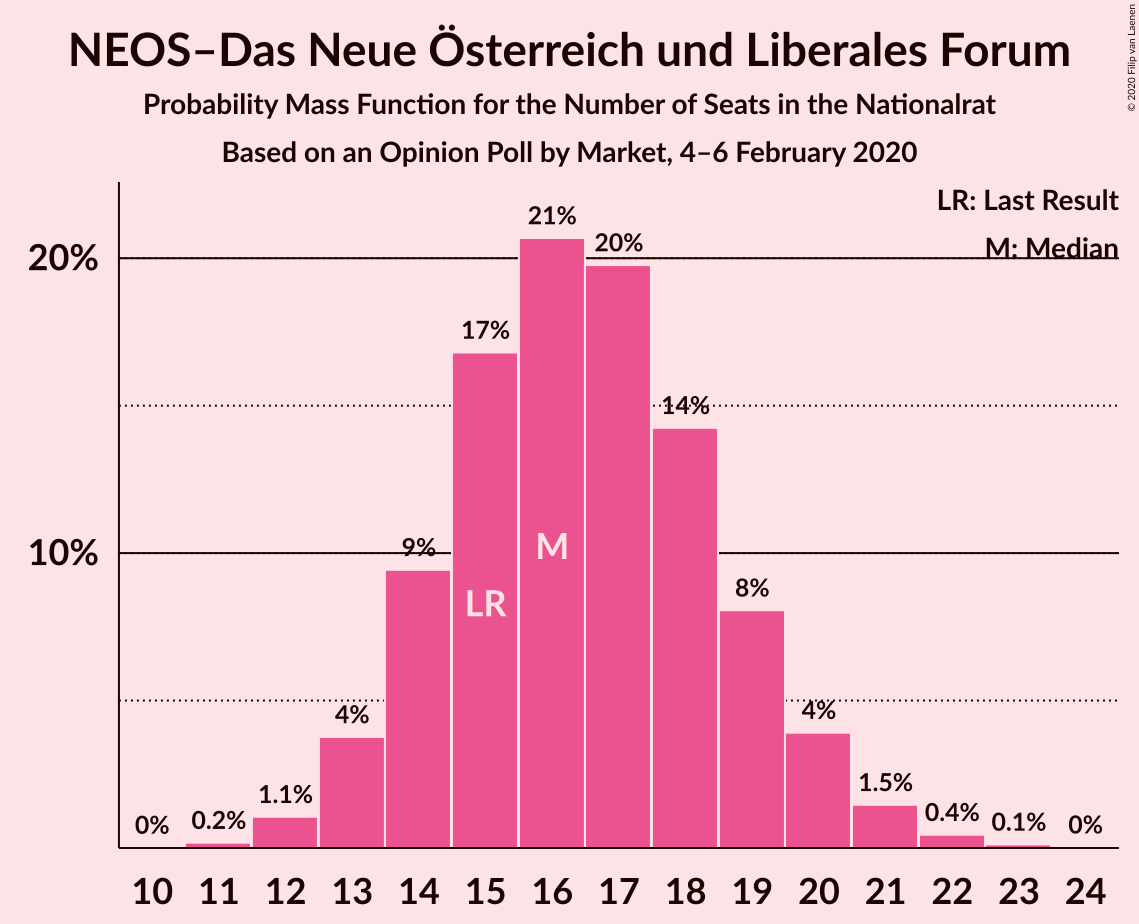 NEOS–Das Neue Österreich und Liberales Forum
Probability Mass Function for the Number of Seats in the Nationalrat
Based on an Opinion Poll by Market, 4–6 February 2020
© 2020 Filip van Laenen
LR: Last Result
M: Median
20%
10%
0%
0.2%
1.1%
4%
9%
17%
21%
20%
14%
8%
4%
1.5%
0.4%
0.1%
0%
LR
M
10 11 12 13 14 15 16 17 18 19 20 21 22 23 24